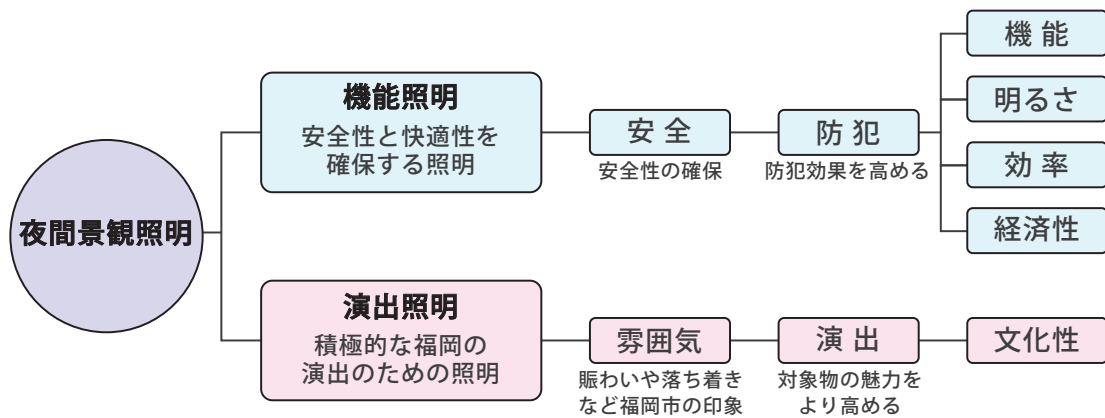 夜間景観照明
機能照明
安全性と快適性を
確保する照明
安全
安全性の確保
防犯
防犯効果を高める
機能
明るさ
効率
経済性
演出照明
積極的な福岡の
演出のための照明
雰囲気
賑わいや落ち着き
など福岡市の印象
演出
対象物の魅力を
より高める
文化性